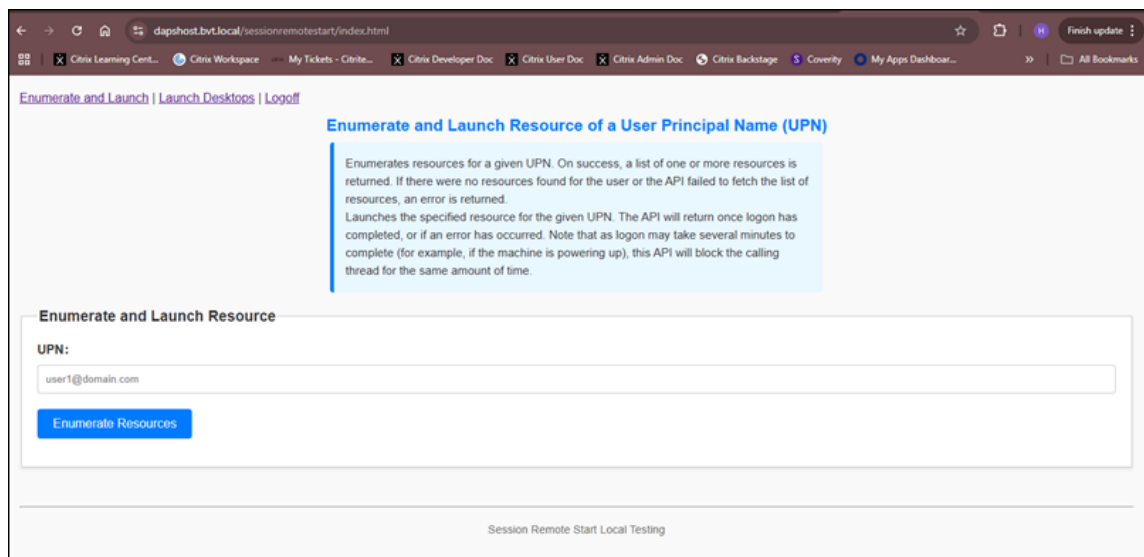 dapshost.bvt.local/sessionremotestart/index.html
H
Finish update
Citrix Learning Cent...
Citrix Workspace
My Tickets - Citrite...
Citrix Developer Doc
Citrix User Doc
Citrix Admin Doc
Citrix Backstage
S
Coverity
My Apps Dashboar...
»
All Bookmarks
Enumerate and Launch | Launch Desktops | Logoff
Enumerate and Launch Resource of a User Principal Name (UPN)
Enumerates resources for a given UPN. On success, a list of one or more resources is
returned. If there were no resources found for the user or the API failed to fetch the list of
resources, an error is returned.
Launches the specified resource for the given UPN. The API will return once logon has
completed, or if an error has occurred. Note that as logon may take several minutes to
complete (for example, if the machine is powering up), this API will block the calling
thread for the same amount of time.
Enumerate and Launch Resource
UPN:
user1@domain.com
Enumerate Resources
Session Remote Start Local Testing